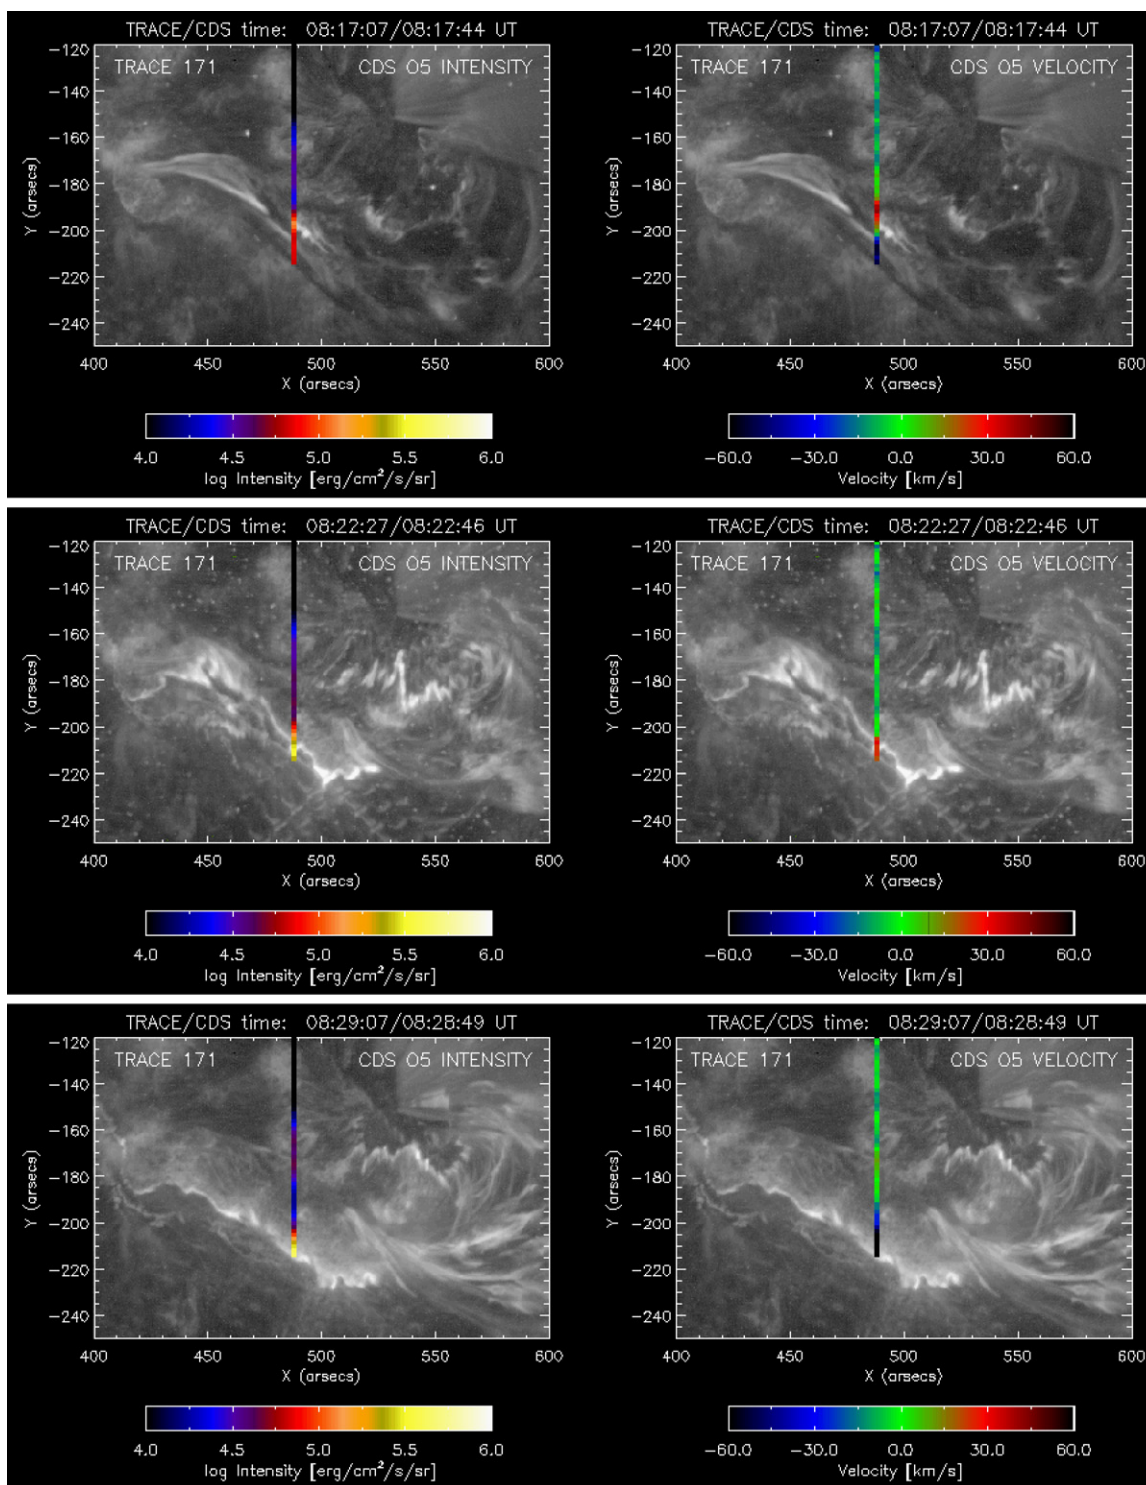 TRACE/CDS time: 08:17:07/08:17:44 UT
TRACE 171 CDS O5 INTENSITY
-120
-140
-160
-180
-200
-220
-240
Y (arsecs)
400 450 500 550 600
X (arsecs)
4.0 4.5 5.0 5.5 6.0
log Intensity [erg/cm²/s/sr]
TRACE/CDS time: 08:17:07/08:17:44 UT
TRACE 171 CDS O5 VELOCITY
-120
-140
-160
-180
-200
-220
-240
Y (arsecs)
400 450 500 550 600
X (arsecs)
-60.0 -30.0 0.0 30.0 60.0
Velocity [km/s]
TRACE/CDS time: 08:22:27/08:22:46 UT
TRACE 171 CDS O5 INTENSITY
-120
-140
-160
-180
-200
-220
-240
Y (arsecs)
400 450 500 550 600
X (arsecs)
4.0 4.5 5.0 5.5 6.0
log Intensity [erg/cm²/s/sr]
TRACE/CDS time: 08:22:27/08:22:46 UT
TRACE 171 CDS O5 VELOCITY
-120
-140
-160
-180
-200
-220
-240
Y (arsecs)
400 450 500 550 600
X (arsecs)
-60.0 -30.0 0.0 30.0 60.0
Velocity [km/s]
TRACE/CDS time: 08:29:07/08:28:49 UT
TRACE 171 CDS O5 INTENSITY
-120
-140
-160
-180
-200
-220
-240
Y (arsecs)
400 450 500 550 600
X (arsecs)
4.0 4.5 5.0 5.5 6.0
log Intensity [erg/cm²/s/sr]
TRACE/CDS time: 08:29:07/08:28:49 UT
TRACE 171 CDS O5 VELOCITY
-120
-140
-160
-180
-200
-220
-240
Y (arsecs)
400 450 500 550 600
X (arsecs)
-60.0 -30.0 0.0 30.0 60.0
Velocity [km/s]